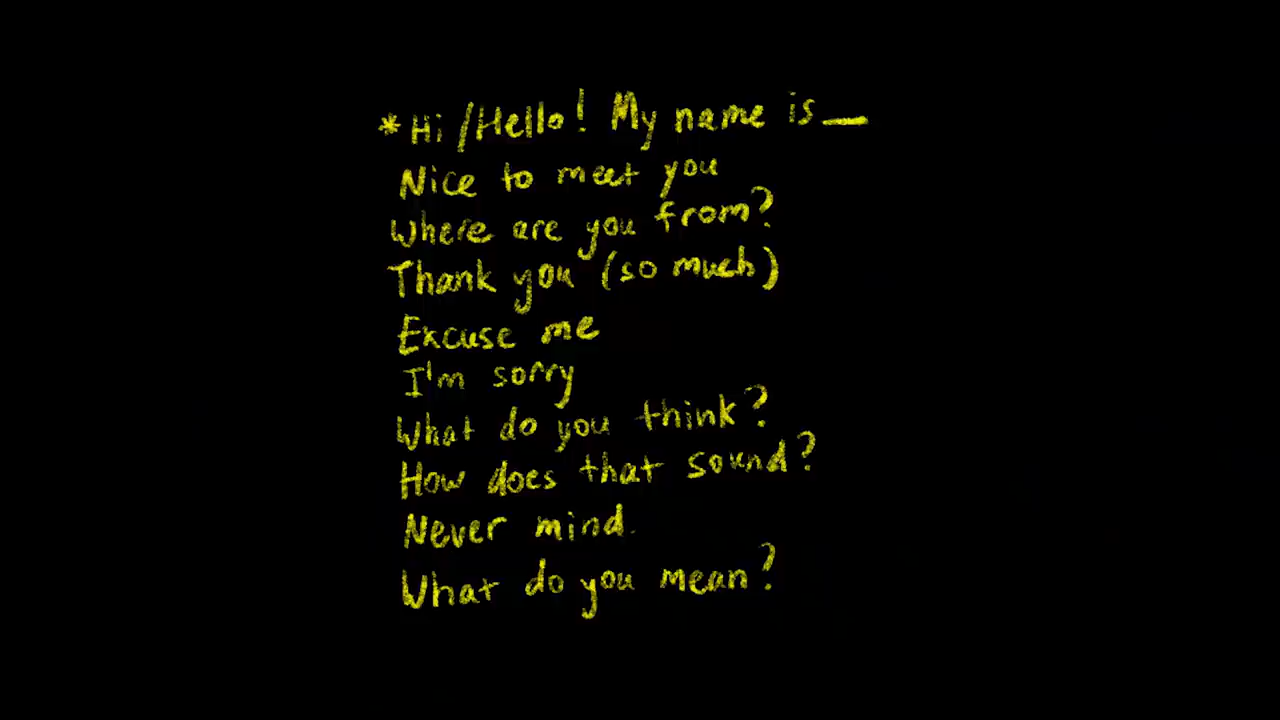 *Hi/Hello! My name is __
Nice to meet you
Where are you from?
Thank you (so much)
Excuse me
I'm sorry
What do you think?
How does that sound?
Never mind.
What do you mean?